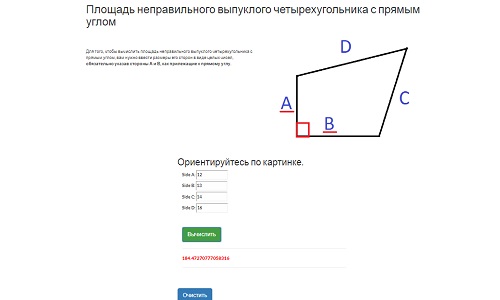 Площадь неправильного выпуклого четырехугольника с прямым
углом
Для того, чтобы вычислить площадь неправильного выпуклого четырехугольника с
прямым углом, вам нужно ввести размеры его сторон в виде целых чисел,
обязательно указав стороны A и B, как прилежащие к прямому углу.
D
A
B
C
Ориентируйтесь по картинке.
Side A: 12
Side B: 13
Side C: 14
Side D: 16
Вычислить
184.47270777058316
Очистить